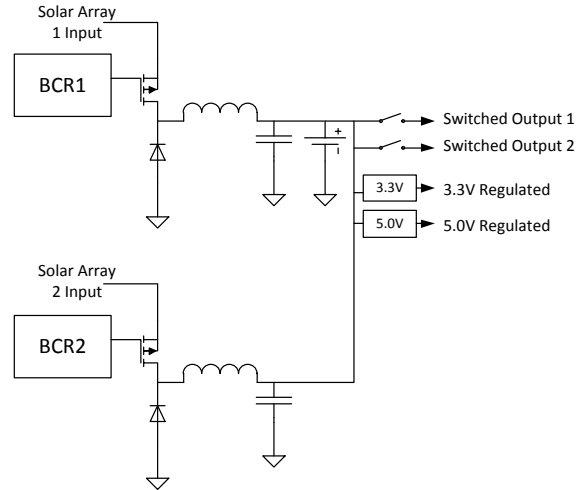 Solar Array
1 Input
BCR1
+
-
Switched Output 1
Switched Output 2
3.3V
3.3V Regulated
5.0V
5.0V Regulated
Solar Array
2 Input
BCR2